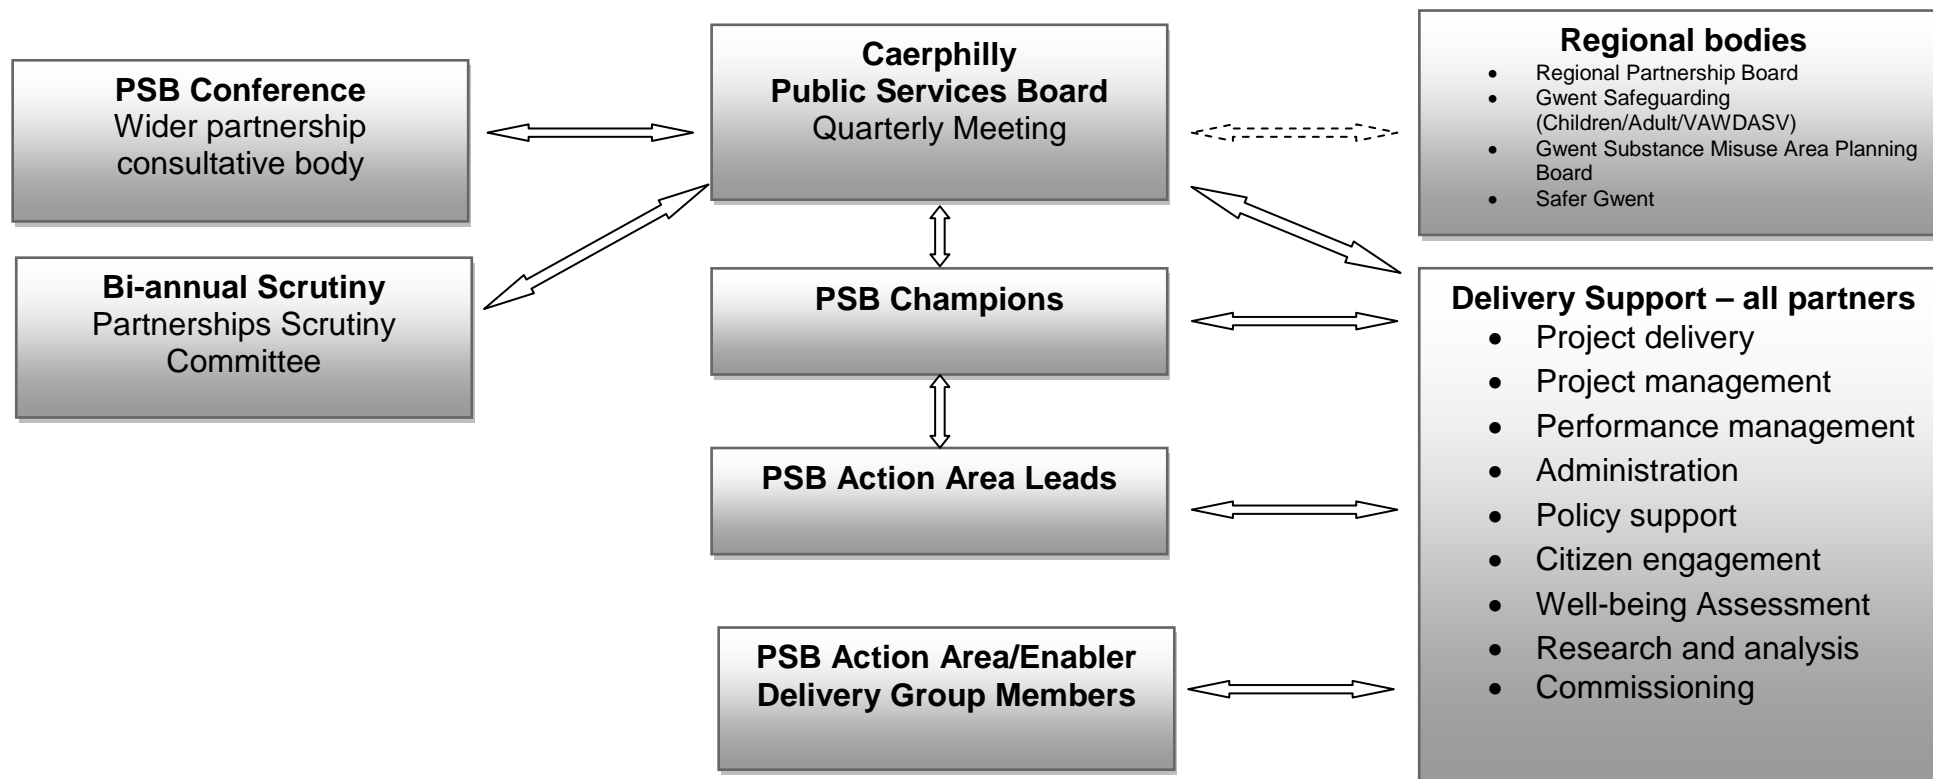 PSB Conference
Wider partnership
consultative body
Caerphilly
Public Services Board
Quarterly Meeting
Regional bodies
• Regional Partnership Board
• Gwent Safeguarding
(Children/Adult/VAWDASV)
• Gwent Substance Misuse Area Planning
Board
• Safer Gwent
Bi-annual Scrutiny
Partnerships Scrutiny
Committee
PSB Champions
PSB Action Area Leads
PSB Action Area/Enabler
Delivery Group Members
Delivery Support – all partners
• Project delivery
• Project management
• Performance management
• Administration
• Policy support
• Citizen engagement
• Well-being Assessment
• Research and analysis
• Commissioning